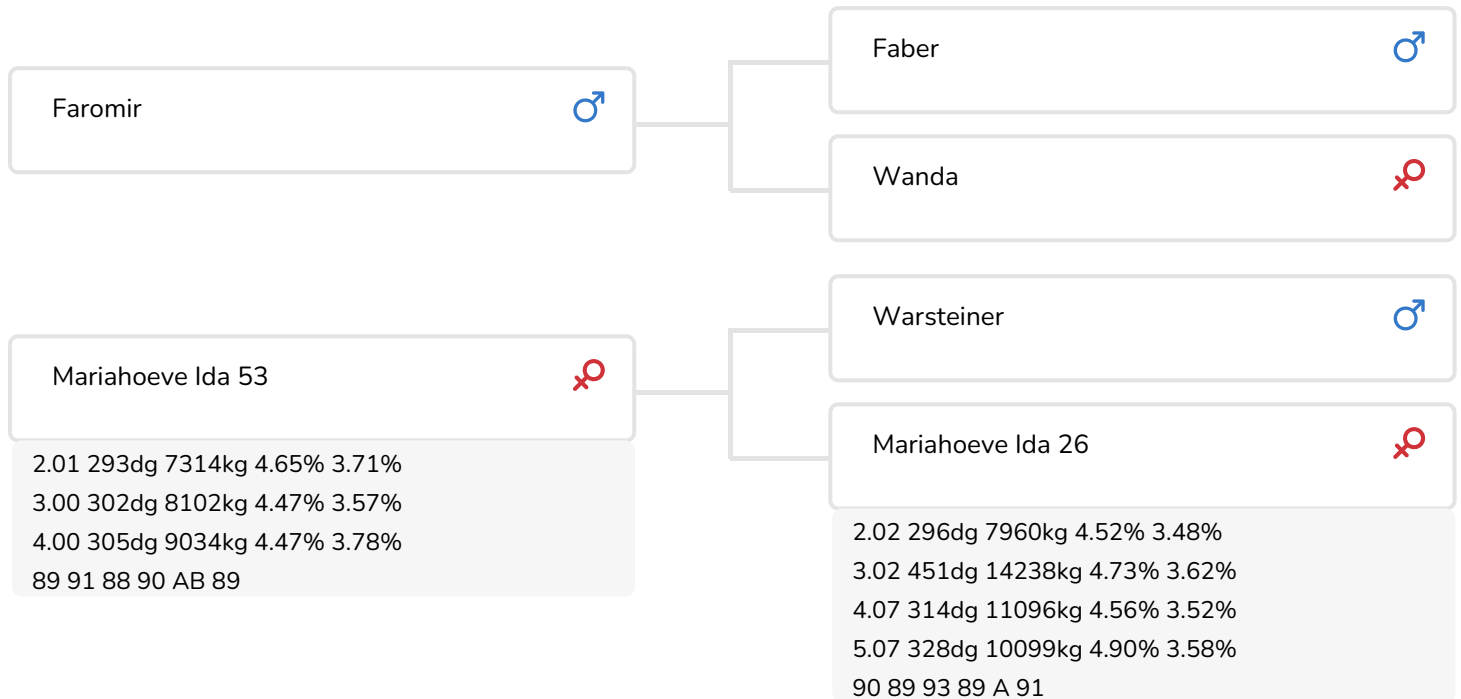 Faromir
Faber
Wanda
Mariahoeve Ida 53
2.01 293dg 7314kg 4.65% 3.71%
3.00 302dg 8102kg 4.47% 3.57%
4.00 305dg 9034kg 4.47% 3.78%
89 91 88 90 AB 89
Warsteiner
Mariahoeve Ida 26
2.02 296dg 7960kg 4.52% 3.48%
3.02 451dg 14238kg 4.73% 3.62%
4.07 314dg 11096kg 4.56% 3.52%
5.07 328dg 10099kg 4.90% 3.58%
90 89 93 89 A 91